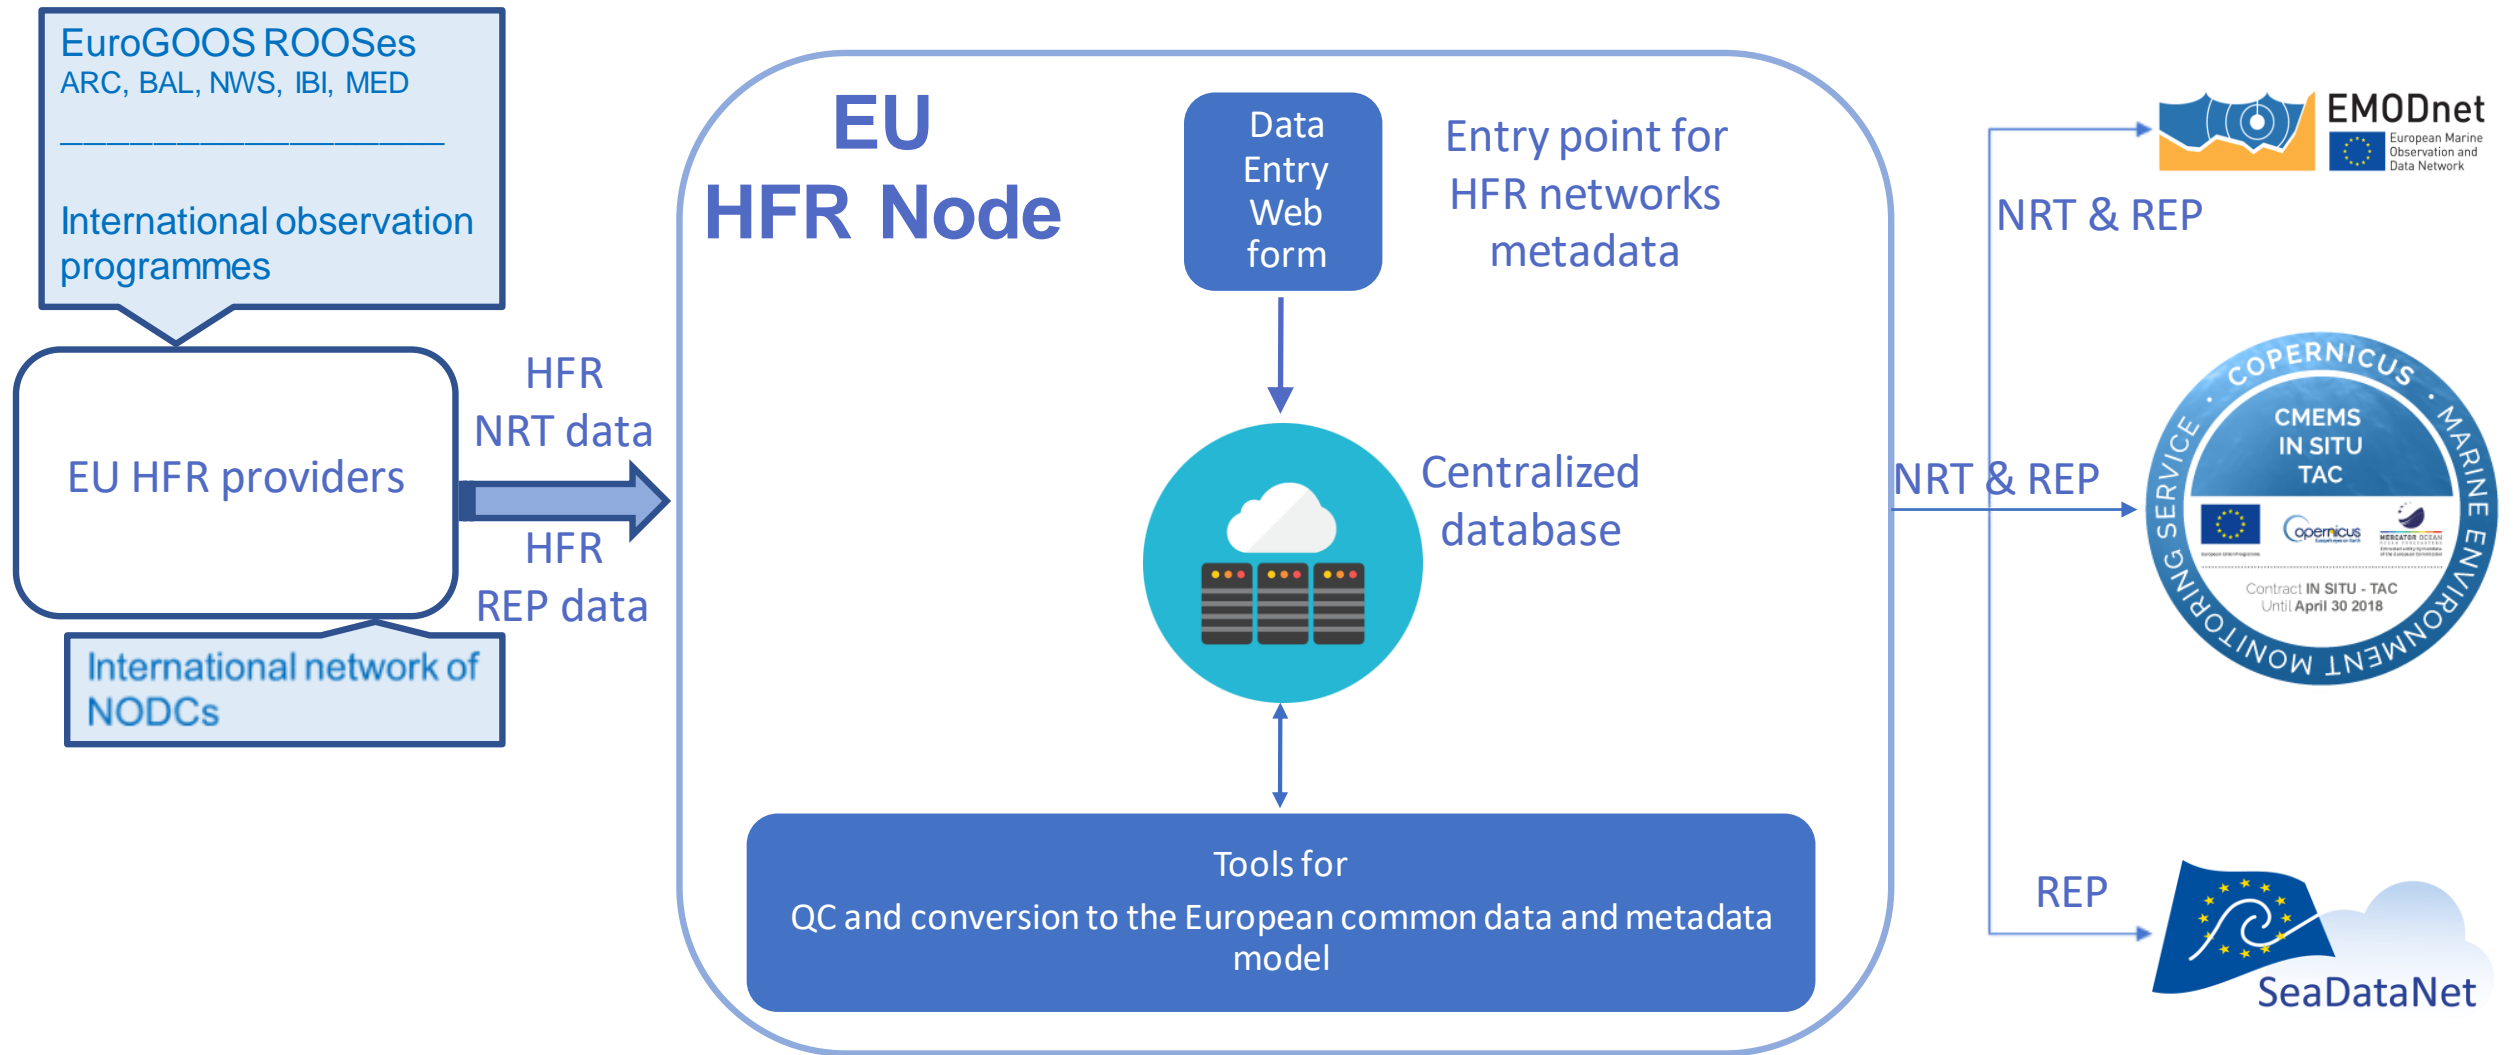 EuroGOOS ROOSes
ARC, BAL, NWS, IBI, MED
International observation
programmes
EU HFR providers
International network of
NODCs
HFR
NRT data
HFR
REP data
EU
HFR Node
Data
Entry
Web
form
Entry point for
HFR networks
metadata
Centralized
database
Tools for
QC and conversion to the European common data and metadata
model
NRT & REP
NRT & REP
REP
EMODnet
European Marine
Observation and
Data Network
COPERNICUS · MARINE ENVIRONMENT MONITORING SERVICE ·
CMEMS
IN SITU
TAC
opernicus
MERCATOR OCEAN
Contract IN SITU - TAC
Until April 30 2018
SeaDataNet